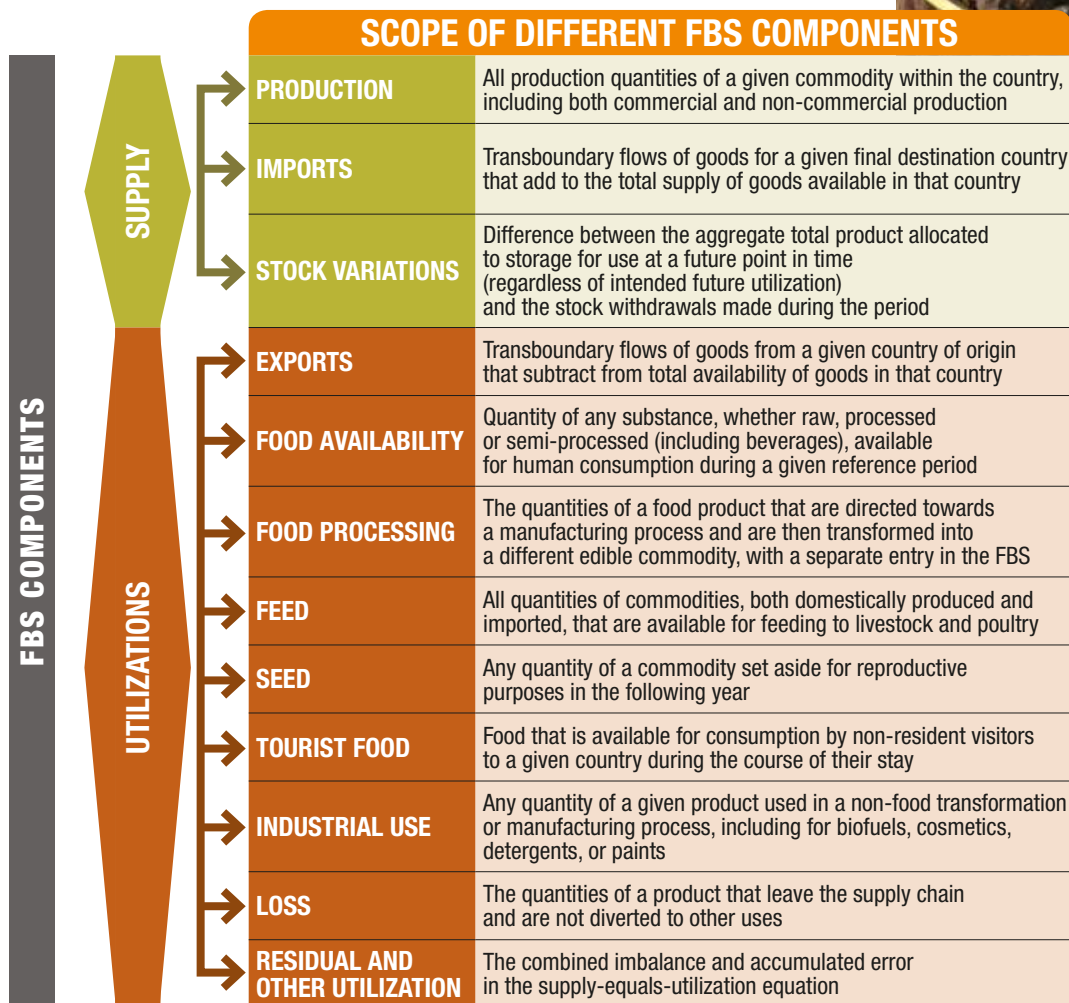 SCOPE OF DIFFERENT FBS COMPONENTS
FBS COMPONENTS
SUPPLY
PRODUCTION
All production quantities of a given commodity within the country,
including both commercial and non-commercial production
IMPORTS
Transboundary flows of goods for a given final destination country
that add to the total supply of goods available in that country
STOCK VARIATIONS
Difference between the aggregate total product allocated
to storage for use at a future point in time
(regardless of intended future utilization)
and the stock withdrawals made during the period
UTILIZATIONS
EXPORTS
Transboundary flows of goods from a given country of origin
that subtract from total availability of goods in that country
FOOD AVAILABILITY
Quantity of any substance, whether raw, processed
or semi-processed (including beverages), available
for human consumption during a given reference period
FOOD PROCESSING
The quantities of a food product that are directed towards
a manufacturing process and are then transformed into
a different edible commodity, with a separate entry in the FBS
FEED
All quantities of commodities, both domestically produced and
imported, that are available for feeding to livestock and poultry
SEED
Any quantity of a commodity set aside for reproductive
purposes in the following year
TOURIST FOOD
Food that is available for consumption by non-resident visitors
to a given country during the course of their stay
INDUSTRIAL USE
Any quantity of a given product used in a non-food transformation
or manufacturing process, including for biofuels, cosmetics,
detergents, or paints
LOSS
The quantities of a product that leave the supply chain
and are not diverted to other uses
RESIDUAL AND
OTHER UTILIZATION
The combined imbalance and accumulated error
in the supply-equals-utilization equation